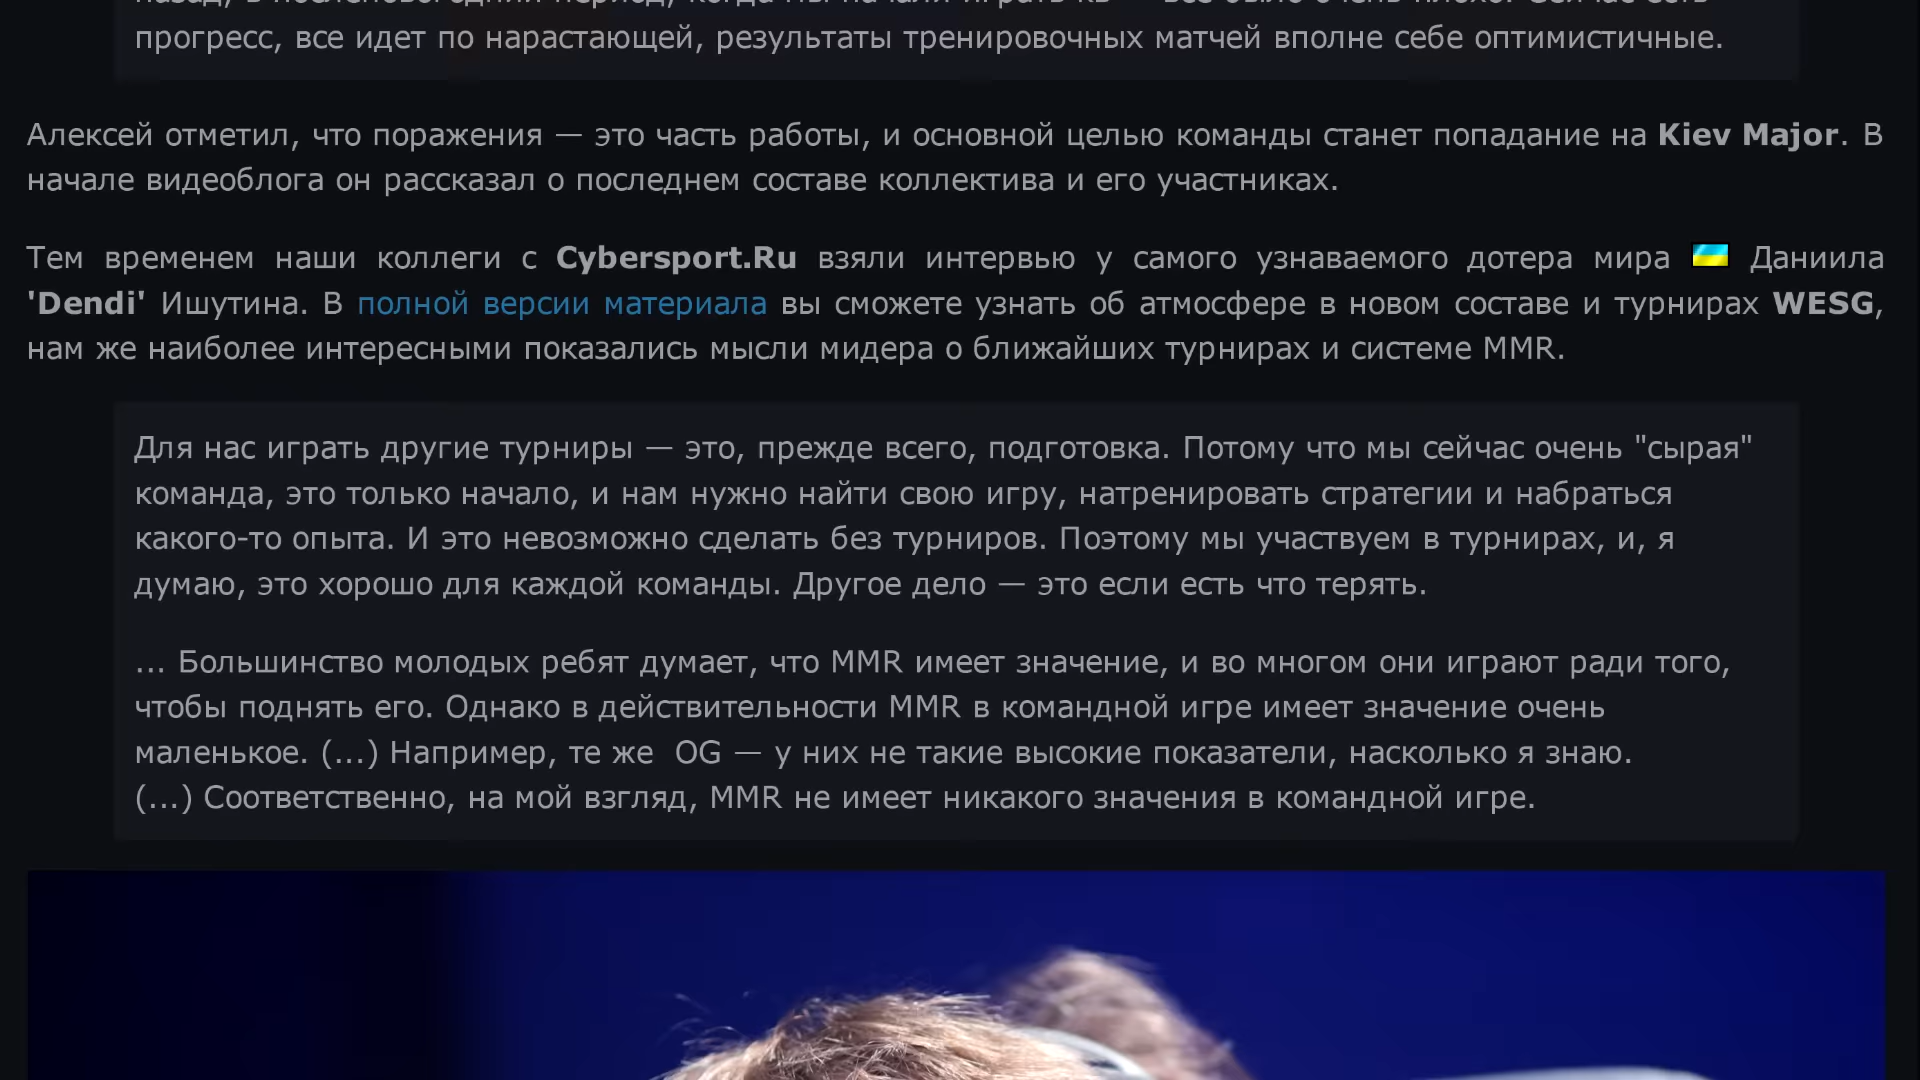 прогресс, все идет по нарастающей, результаты тренировочных матчей вполне себе оптимистичные.
Алексей отметил, что поражения — это часть работы, и основной целью команды станет попадание на Kiev Major. В
начале видеоблога он рассказал о последнем составе коллектива и его участниках.
Тем временем наши коллеги с Cybersport.Ru взяли интервью у самого узнаваемого дотера мира Даниила
'Dendi' Ишутина. В полной версии материала вы сможете узнать об атмосфере в новом составе и турнирах WESG,
нам же наиболее интересными показались мысли мидера о ближайших турнирах и системе MMR.
Для нас играть другие турниры — это, прежде всего, подготовка. Потому что мы сейчас очень "сырая"
команда, это только начало, и нам нужно найти свою игру, натренировать стратегии и набраться
какого-то опыта. И это невозможно сделать без турниров. Поэтому мы участвуем в турнирах, и, я
думаю, это хорошо для каждой команды. Другое дело — это если есть что терять.
... Большинство молодых ребят думает, что MMR имеет значение, и во многом они играют ради того,
чтобы поднять его. Однако в действительности MMR в командной игре имеет значение очень
маленькое. (...) Например, те же OG — у них не такие высокие показатели, насколько я знаю.
(...) Соответственно, на мой взгляд, MMR не имеет никакого значения в командной игре.